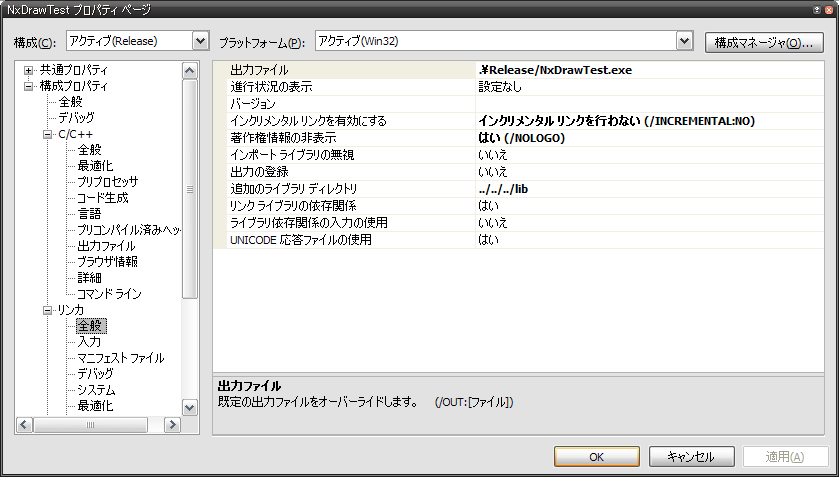 NxDrawTest プロパティ ページ
構成(C): アクティブ(Release) プラットフォーム(P): アクティブ(Win32) 構成マネージャ(O)...
共通プロパティ
構成プロパティ
全般
デバッグ
C/C++
全般
最適化
プリプロセッサ
コード生成
言語
プリコンパイル済みヘッ
出力ファイル
ブラウザ情報
詳細
コマンド ライン
リンカ
全般
入力
マニフェスト ファイル
デバッグ
システム
最適化
出力ファイル .¥Release/NxDrawTest.exe
進行状況の表示 設定なし
バージョン
インクリメンタル リンクを有効にする インクリメンタル リンクを行わない (/INCREMENTAL:NO)
著作権情報の非表示 はい (/NOLOGO)
インポート ライブラリの無視 いいえ
出力の登録 いいえ
追加のライブラリ ディレクトリ ../../../lib
リンク ライブラリの依存関係 はい
ライブラリ依存関係の入力の使用 いいえ
UNICODE 応答ファイルの使用 はい
出力ファイル
既定の出力ファイルをオーバーライドします。 (/OUT:[ファイル])
OK キャンセル 適用(A)